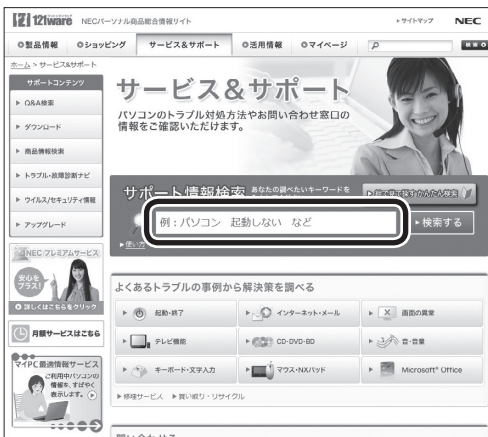 121ware NECパーソナル商品総合情報サイト
▶サイトマップ NEC
製品情報 ショッピング サービス&サポート 活用情報 マイページ 検索
ホーム > サービス&サポート
サポートコンテンツ
▶ Q&A検索
▶ ダウンロード
▶ 商品情報検索
▶ トラブル・故障診断ナビ
▶ ウイルス/セキュリティ情報
▶ アップグレード
NECプレミアムサービス
安心を
プラス!
詳しくはこちらをクリック
月額サービスはこちら
マイPC最適情報サービス
ご利用中パソコンの
情報を、すばやく
表示します。
サービス&サポート
パソコンのトラブル対処方法やお問い合わせ窓口の
情報をご確認いただけます。
サポート情報検索 あなたの調べたいキーワードを
例:パソコン 起動しない など
▶検索する
▶使い方
よくあるトラブルの事例から解決策を調べる
▶ 起動・終了 ▶ インターネット・メール ▶ 画面の異常
▶ テレビ機能 ▶ CD・DVD・BD ▶ 音・音量
▶ キーボード・文字入力 ▶ マウス・NXパッド ▶ Microsoft® Office
▶修理サービス ▶買い取り・リサイクル